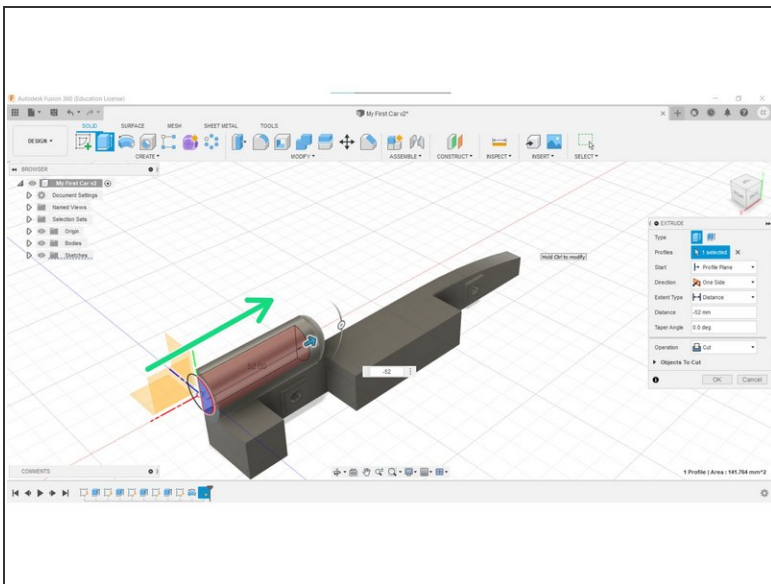 Autodesk Fusion 360 (Education License)
My First Car v2*
SOLID SURFACE MESH SHEET METAL TOOLS
DESIGN
CREATE MODIFY ASSEMBLE CONSTRUCT INSPECT INSERT SELECT
BROWSER
My First Car v2
Document Settings
Named Views
Selection Sets
Origin
Bodies
Sketches
Hold Ctrl to modify
-52
EXTRUDE
Type
Profiles 1 selected
Start Profile Plane
Direction One Side
Extent Type Distance
Distance -52 mm
Taper Angle 0.0 deg
Operation Cut
Objects To Cut
OK Cancel
COMMENTS
1 Profile | Area : 141.764 mm^2